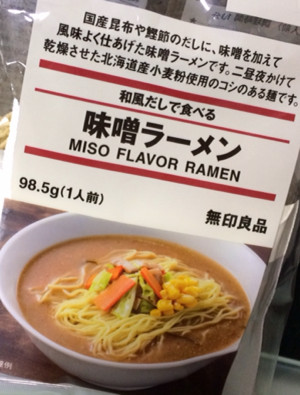 国産昆布や鰹節のだしに、味噌を加えて
風味よく仕あげた味噌ラーメンです。二昼夜かけて
乾燥させた北海道産小麦粉使用のコシのある麺です。
和風だしで食べる
味噌ラーメン
MISO FLAVOR RAMEN
98.5g(1人前)
無印良品